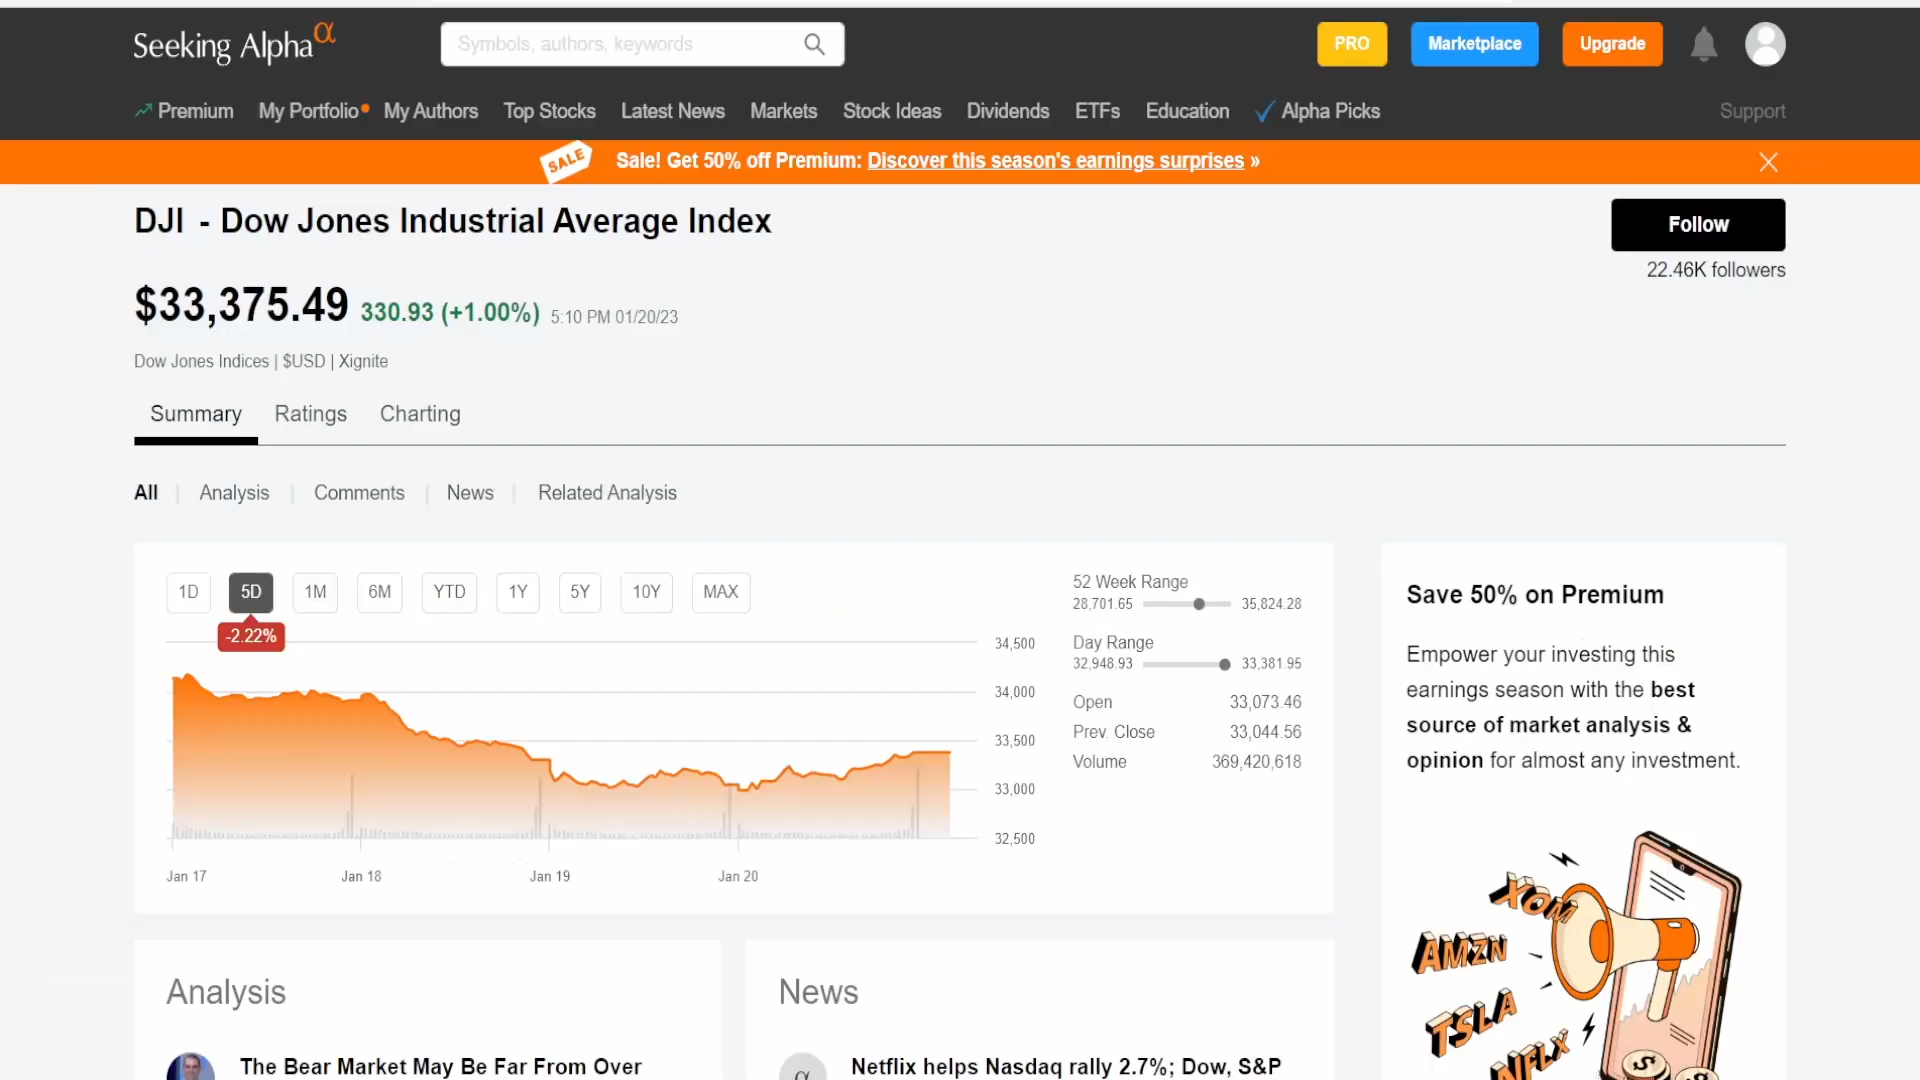 Seeking Alpha α
Symbols, authors, keywords
PRO
Marketplace
Upgrade
Premium
My Portfolio
My Authors
Top Stocks
Latest News
Markets
Stock Ideas
Dividends
ETFs
Education
Alpha Picks
Support
SALE
Sale! Get 50% off Premium: Discover this season's earnings surprises »
DJI - Dow Jones Industrial Average Index
Follow
22.46K followers
$33,375.49 330.93 (+1.00%) 5:10 PM 01/20/23
Dow Jones Indices | $USD | Xignite
Summary
Ratings
Charting
All
Analysis
Comments
News
Related Analysis
1D
5D
1M
6M
YTD
1Y
5Y
10Y
MAX
-2.22%
34,500
34,000
33,500
33,000
32,500
Jan 17
Jan 18
Jan 19
Jan 20
52 Week Range
28,701.65
35,824.28
Day Range
32,948.93
33,381.95
Open 33,073.46
Prev. Close 33,044.56
Volume 369,420,618
Save 50% on Premium
Empower your investing this
earnings season with the best
source of market analysis &
opinion for almost any investment.
XOM
AMZN
TSLA
NFLX
$
Analysis
The Bear Market May Be Far From Over
News
α
Netflix helps Nasdaq rally 2.7%; Dow, S&P